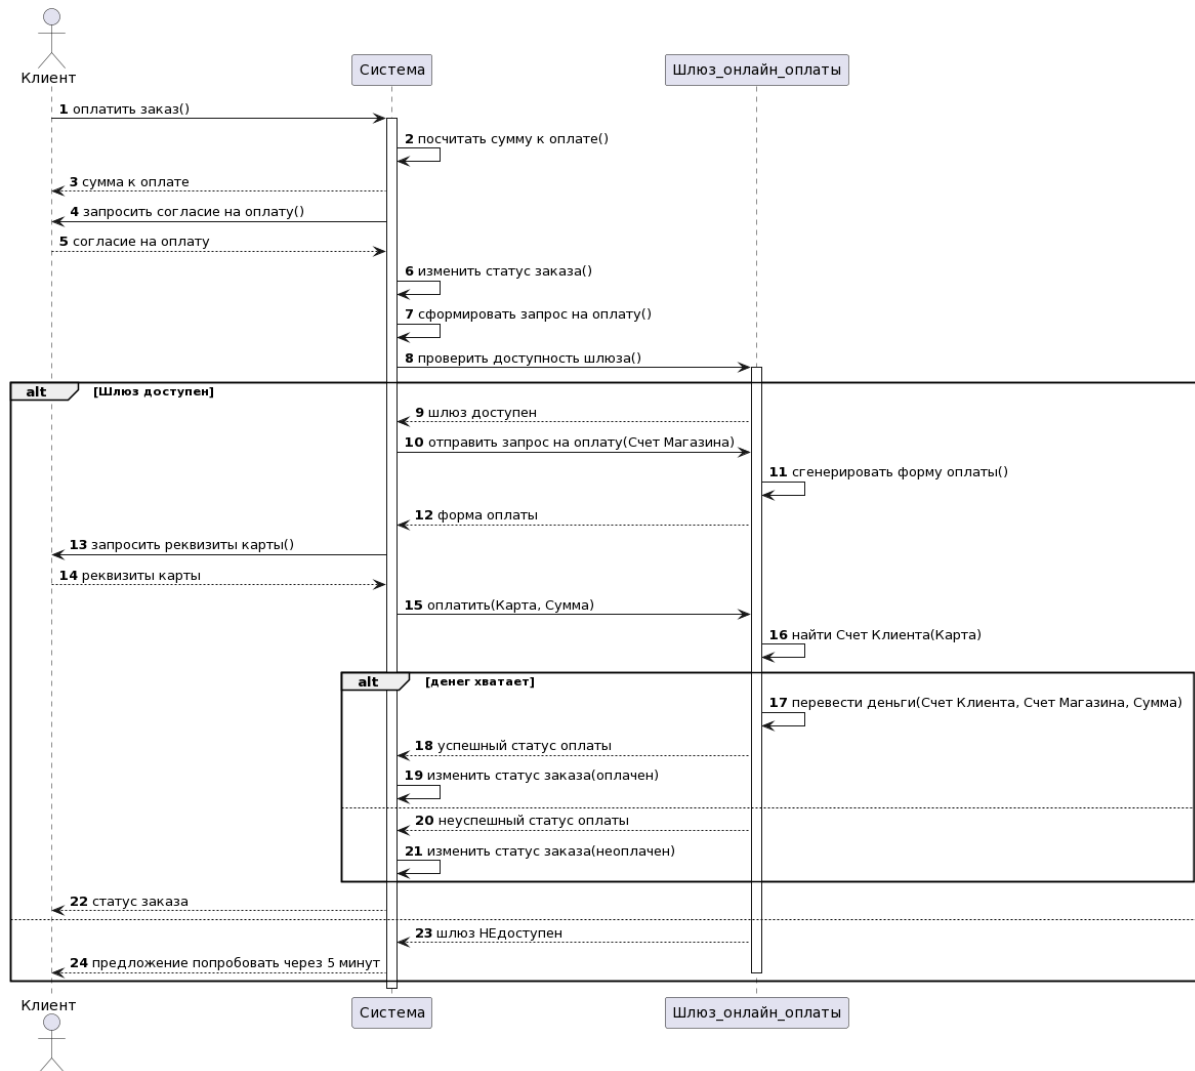 Клиент
Система
Шлюз_онлайн_оплаты
1 оплатить заказ()
2 посчитать сумму к оплате()
3 сумма к оплате
4 запросить согласие на оплату()
5 согласие на оплату
6 изменить статус заказа()
7 сформировать запрос на оплату()
8 проверить доступность шлюза()
alt [Шлюз доступен]
9 шлюз доступен
10 отправить запрос на оплату(Счет Магазина)
11 сгенерировать форму оплаты()
12 форма оплаты
13 запросить реквизиты карты()
14 реквизиты карты
15 оплатить(Карта, Сумма)
16 найти Счет Клиента(Карта)
alt [денег хватает]
17 перевести деньги(Счет Клиента, Счет Магазина, Сумма)
18 успешный статус оплаты
19 изменить статус заказа(оплачен)
20 неуспешный статус оплаты
21 изменить статус заказа(неоплачен)
22 статус заказа
23 шлюз НЕдоступен
24 предложение попробовать через 5 минут
Клиент
Система
Шлюз_онлайн_оплаты